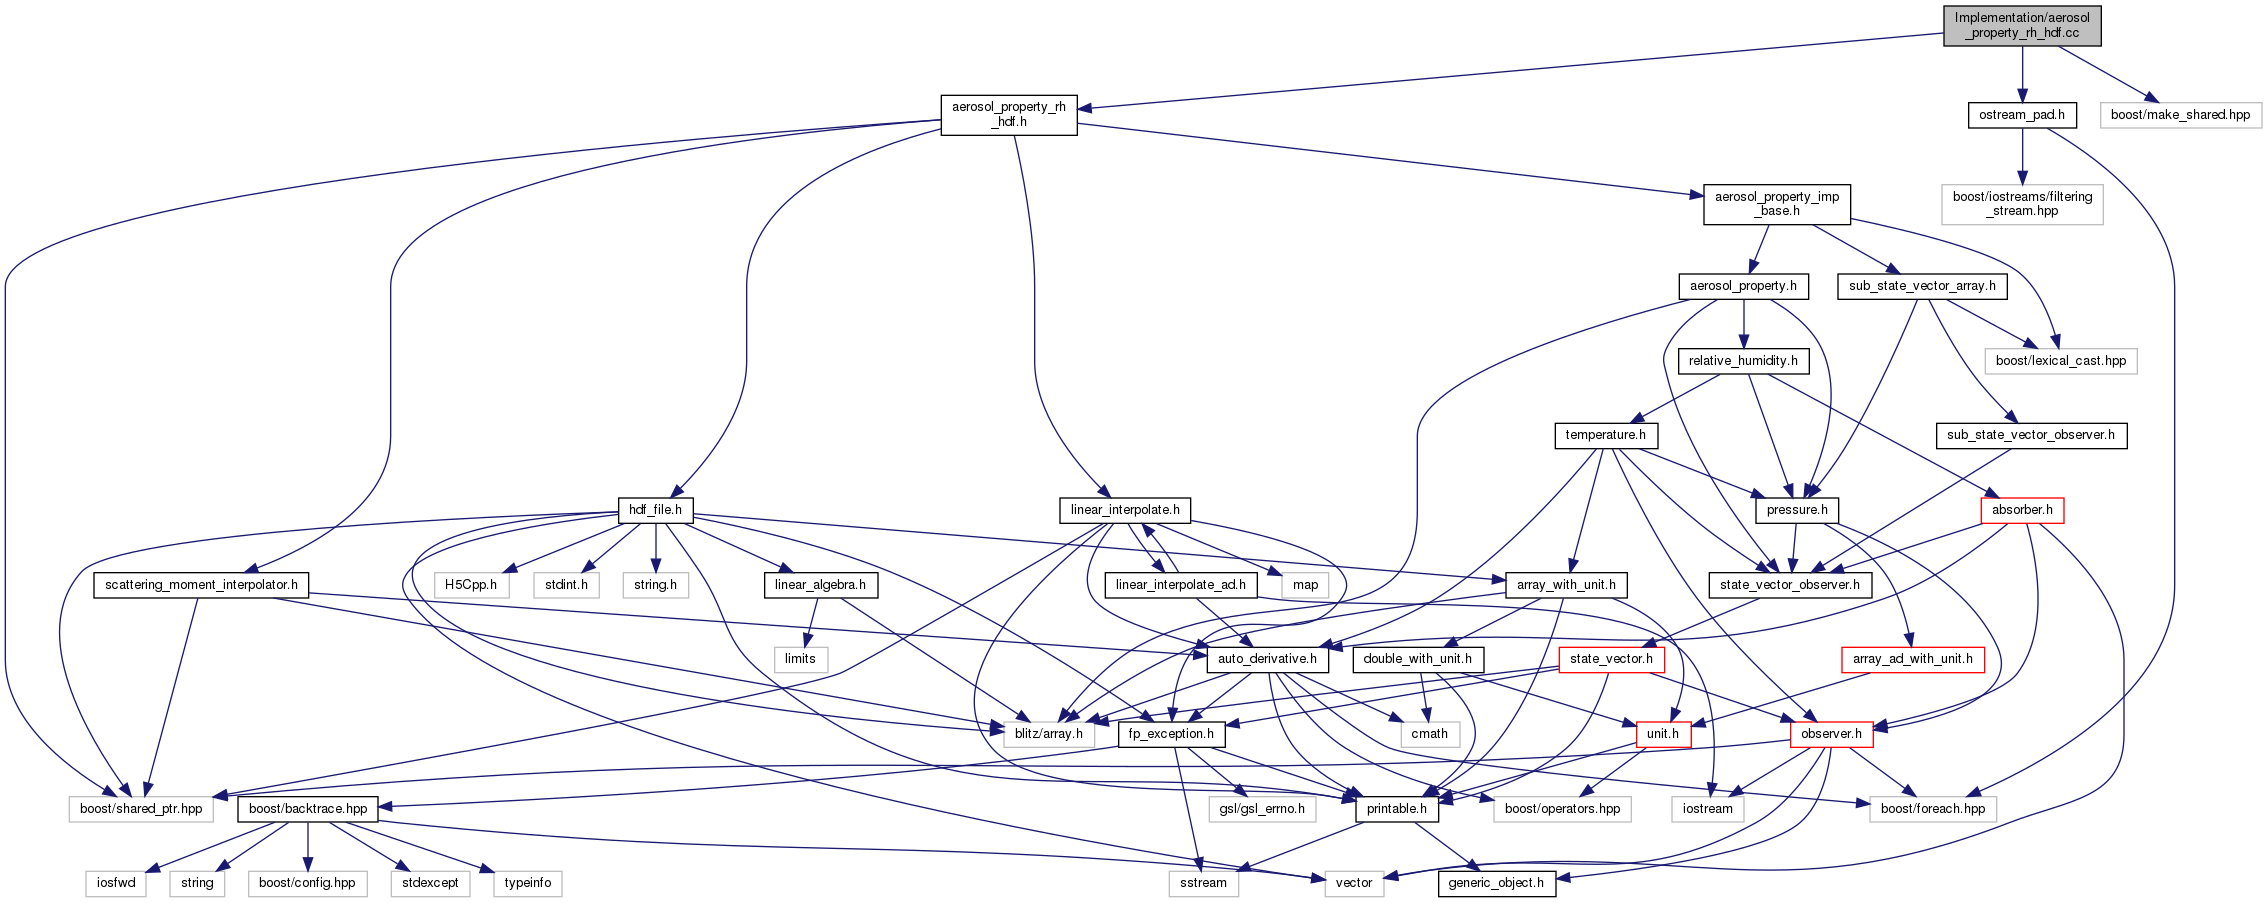 Implementation/aerosol
_property_rh_hdf.cc
aerosol_property_rh
_hdf.h
ostream_pad.h
boost/make_shared.hpp
aerosol_property_imp
_base.h
boost/iostreams/filtering
_stream.hpp
aerosol_property.h
sub_state_vector_array.h
relative_humidity.h
boost/lexical_cast.hpp
temperature.h
sub_state_vector_observer.h
hdf_file.h
linear_interpolate.h
pressure.h
absorber.h
scattering_moment_interpolator.h
H5Cpp.h
stdint.h
string.h
linear_algebra.h
linear_interpolate_ad.h
map
array_with_unit.h
state_vector_observer.h
limits
auto_derivative.h
double_with_unit.h
state_vector.h
array_ad_with_unit.h
blitz/array.h
fp_exception.h
cmath
unit.h
observer.h
boost/shared_ptr.hpp
boost/backtrace.hpp
gsl/gsl_errno.h
printable.h
boost/operators.hpp
iostream
boost/foreach.hpp
iosfwd
string
boost/config.hpp
stdexcept
typeinfo
sstream
vector
generic_object.h